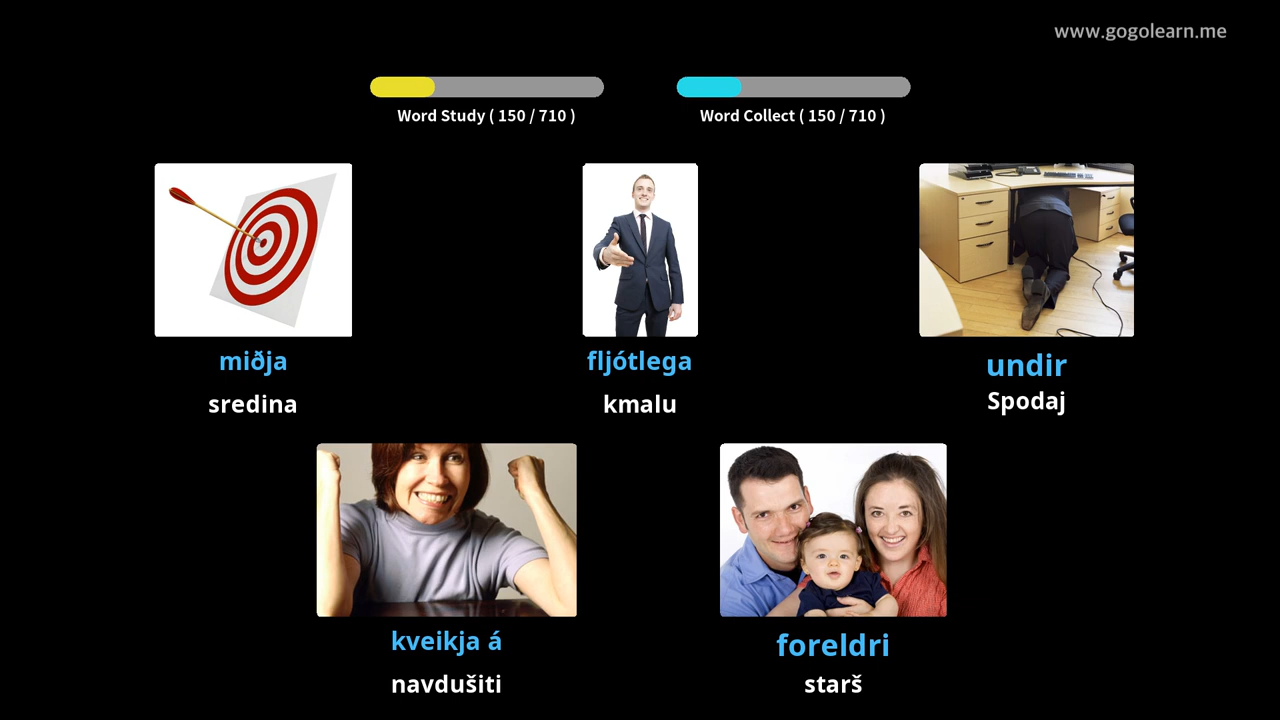 www.gogolearn.me
Word Study ( 150 / 710 )
Word Collect ( 150 / 710 )
miðja
sredina
fljótlega
kmalu
undir
Spodaj
kveikja á
navdušiti
foreldri
starš